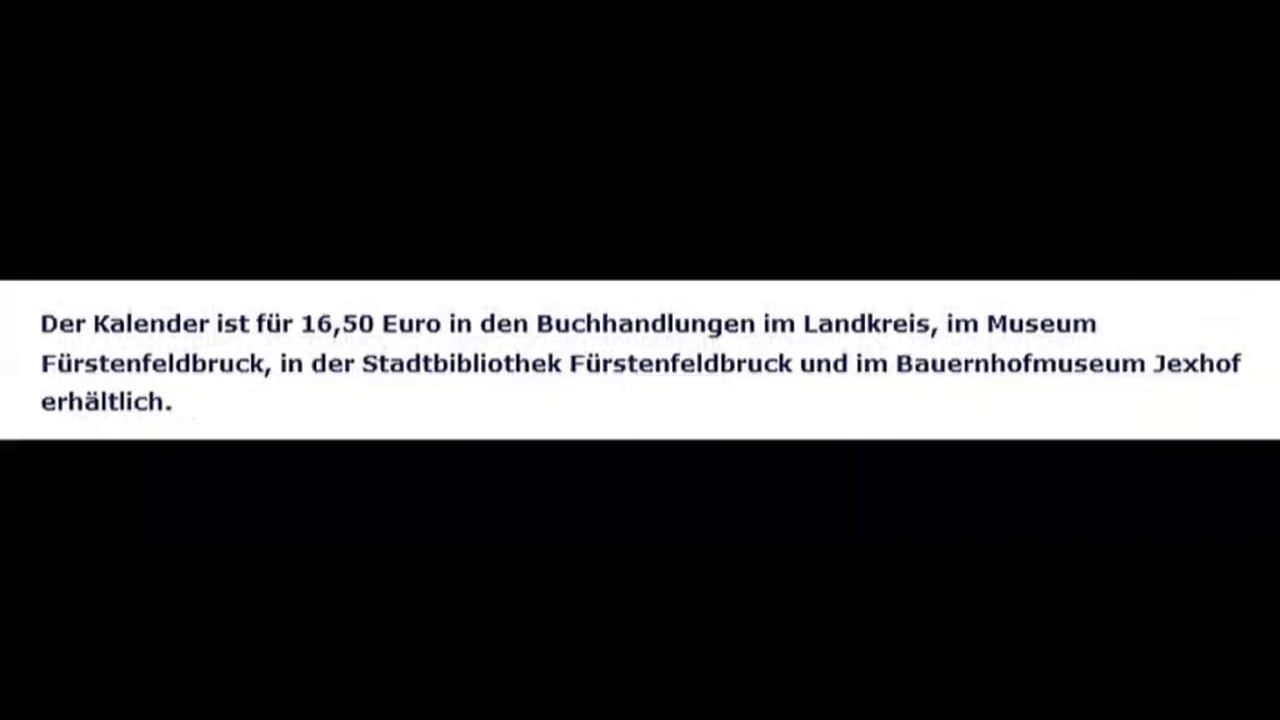 Der Kalender ist für 16,50 Euro in den Buchhandlungen im Landkreis, im Museum
Fürstenfeldbruck, in der Stadtbibliothek Fürstenfeldbruck und im Bauernhofmuseum Jexhof
erhältlich.